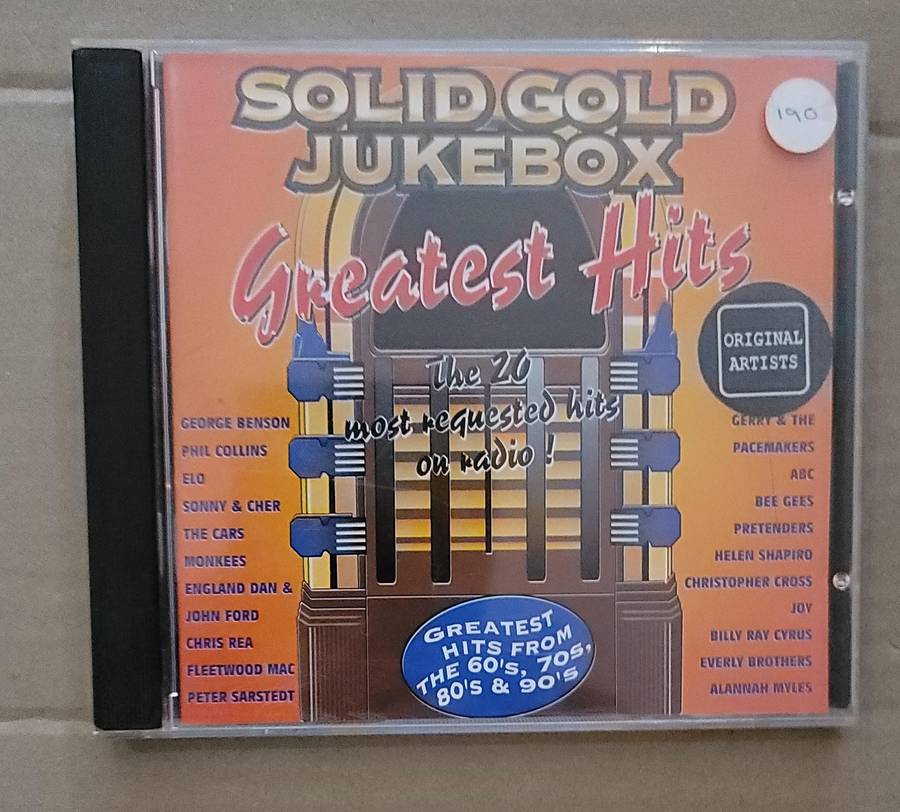 SOLID GOLD
JUKEBOX
190
Greatest Hits
ORIGINAL
ARTISTS
The 20
most requested hits
on radio !
GEORGE BENSON
PHIL COLLINS
ELO
SONNY & CHER
THE CARS
MONKEES
ENGLAND DAN &
JOHN FORD
CHRIS REA
FLEETWOOD MAC
PETER SARSTEDT
GERRY & THE
PACEMAKERS
ABC
BEE GEES
PRETENDERS
HELEN SHAPIRO
CHRISTOPHER CROSS
JOY
BILLY RAY CYRUS
EVERLY BROTHERS
ALANNAH MYLES
GREATEST
HITS FROM
THE 60'S, 70S,
80'S & 90'S